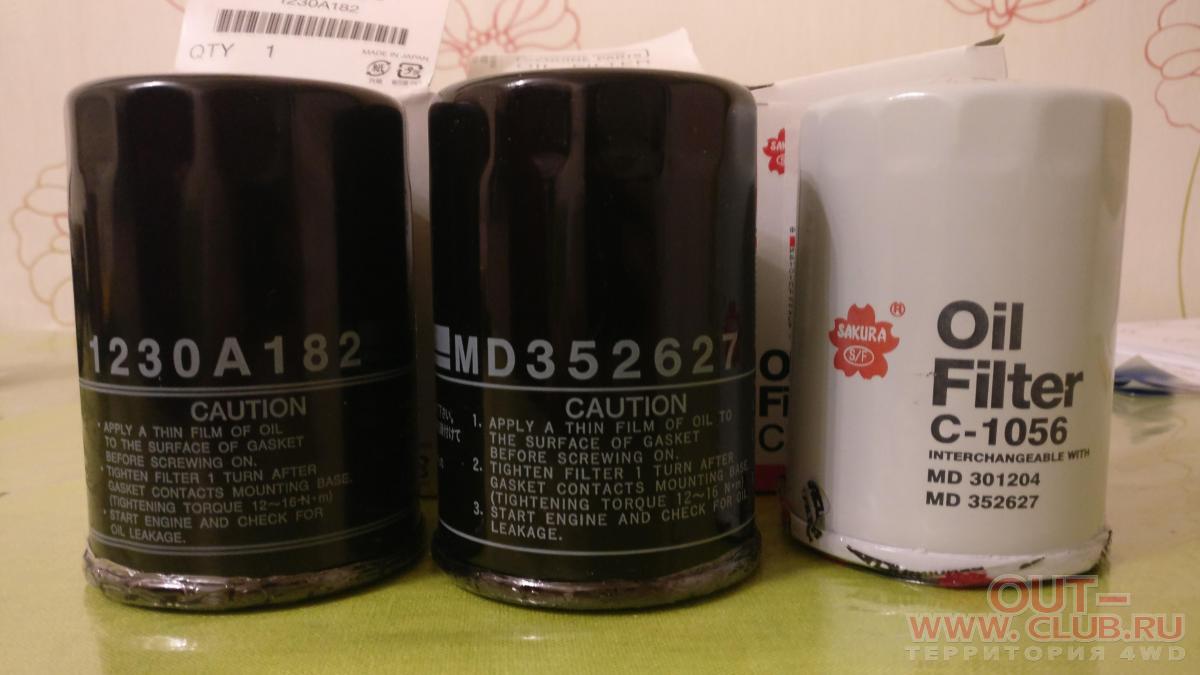 1230A182
QTY 1
MADE IN JAPAN
1230A182
CAUTION
• APPLY A THIN FILM OF OIL
TO THE SURFACE OF GASKET
BEFORE SCREWING ON.
• TIGHTEN FILTER 1 TURN AFTER
GASKET CONTACTS MOUNTING BASE.
(TIGHTENING TORQUE 12~16 N·m)
• START ENGINE AND CHECK FOR
OIL LEAKAGE.
MD352627
CAUTION
1. APPLY A THIN FILM OF OIL TO
THE SURFACE OF GASKET
BEFORE SCREWING ON.
2. TIGHTEN FILTER 1 TURN AFTER
GASKET CONTACTS MOUNTING BASE
(TIGHTENING TORQUE 12~16 N·m)
3. START ENGINE AND CHECK FOR OIL
LEAKAGE.
SAKURA
S/F
®
Oil
Filter
C-1056
INTERCHANGEABLE WITH
MD 301204
MD 352627
OUT-
WWW.CLUB.RU
ТЕРРИТОРИЯ 4WD